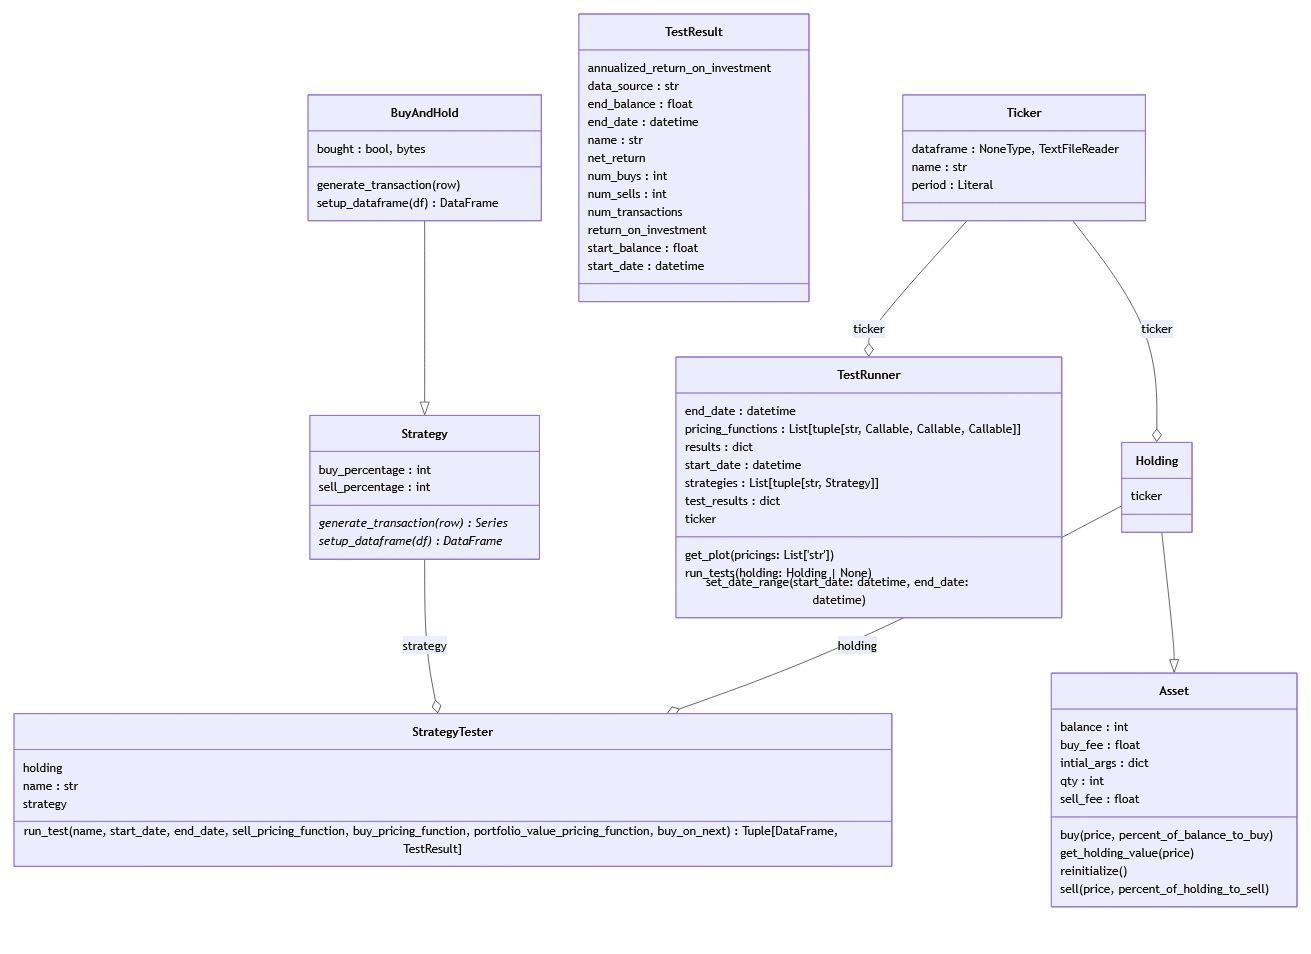 TestResult
annualized_return_on_investment
data_source : str
end_balance : float
end_date : datetime
name : str
net_return
num_buys : int
num_sells : int
num_transactions
return_on_investment
start_balance : float
start_date : datetime
BuyAndHold
bought : bool, bytes
generate_transaction(row)
setup_dataframe(df) : DataFrame
Ticker
dataframe : NoneType, TextFileReader
name : str
period : Literal
ticker
ticker
TestRunner
end_date : datetime
pricing_functions : List[tuple[str, Callable, Callable, Callable]]
results : dict
start_date : datetime
strategies : List[tuple[str, Strategy]]
test_results : dict
ticker
get_plot(pricings: List['str'])
run_tests(holding: Holding | None)
set_date_range(start_date: datetime, end_date:
datetime)
Strategy
buy_percentage : int
sell_percentage : int
generate_transaction(row) : Series
setup_dataframe(df) : DataFrame
Holding
ticker
strategy
holding
Asset
balance : int
buy_fee : float
intial_args : dict
qty : int
sell_fee : float
buy(price, percent_of_balance_to_buy)
get_holding_value(price)
reinitialize()
sell(price, percent_of_holding_to_sell)
StrategyTester
holding
name : str
strategy
run_test(name, start_date, end_date, sell_pricing_function, buy_pricing_function, portfolio_value_pricing_function, buy_on_next) : Tuple[DataFrame,
TestResult]